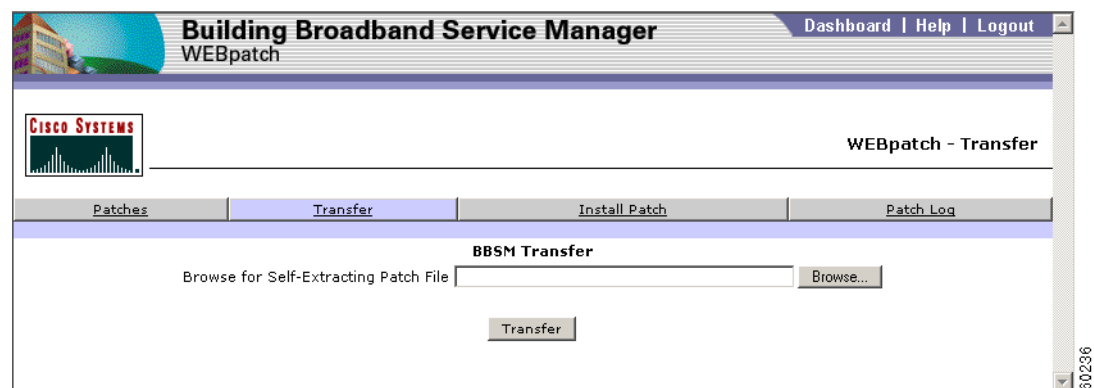 Building Broadband Service Manager
WEBpatch
Dashboard | Help | Logout
CISCO SYSTEMS
WEBpatch - Transfer
Patches
Transfer
Install Patch
Patch Log
BBSM Transfer
Browse for Self-Extracting Patch File
Browse...
Transfer
60236